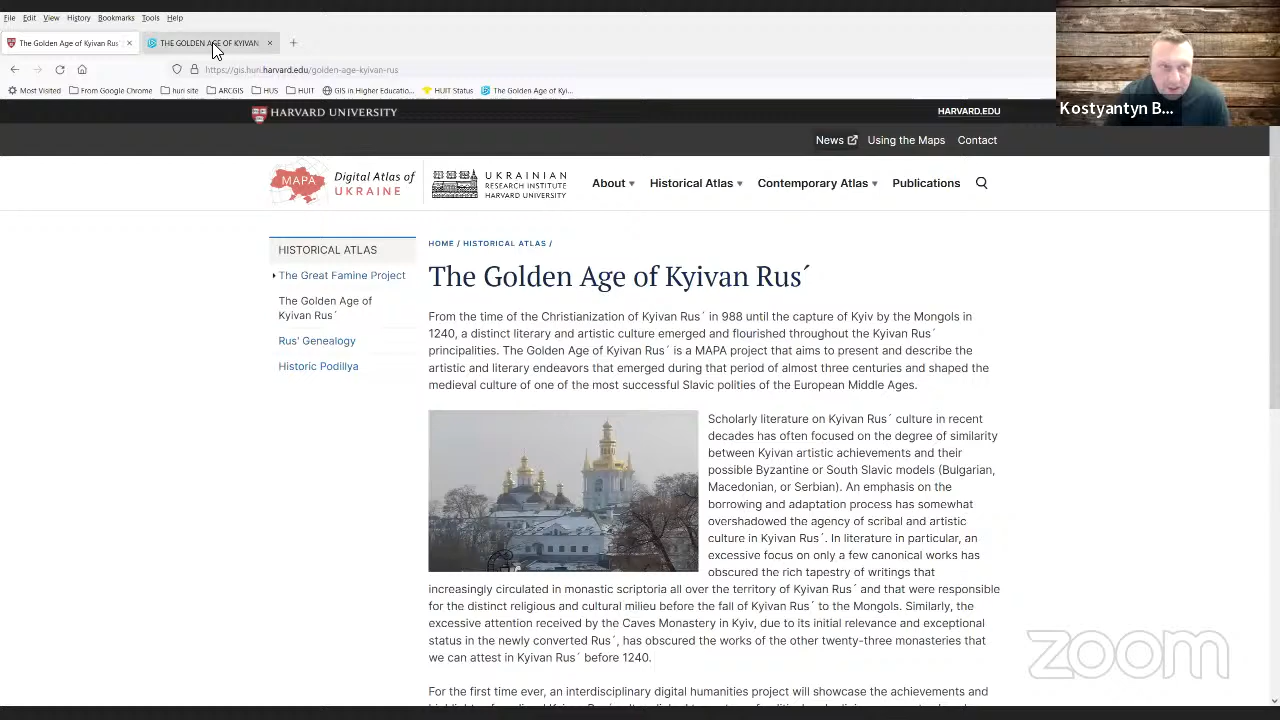 File Edit View History Bookmarks Tools Help
The Golden Age of Kyivan Rus
THE GOLDEN AGE OF KYIVAN
https://gis.huri.harvard.edu/golden-age-kyivan-rus
Most Visited From Google Chrome huri site ARCGIS HUS HUIT GIS in Higher Educatio... HUIT Status The Golden Age of Kyi...
Kostyantyn B...
HARVARD UNIVERSITY
HARVARD.EDU
News Using the Maps Contact
MAPA
Digital Atlas of
UKRAINE
UKRAINIAN
RESEARCH INSTITUTE
HARVARD UNIVERSITY
About Historical Atlas Contemporary Atlas Publications
HISTORICAL ATLAS
The Great Famine Project
The Golden Age of
Kyivan Rus´
Rus' Genealogy
Historic Podillya
HOME / HISTORICAL ATLAS /
The Golden Age of Kyivan Rus´
From the time of the Christianization of Kyivan Rus´ in 988 until the capture of Kyiv by the Mongols in
1240, a distinct literary and artistic culture emerged and flourished throughout the Kyivan Rus´
principalities. The Golden Age of Kyivan Rus´ is a MAPA project that aims to present and describe the
artistic and literary endeavors that emerged during that period of almost three centuries and shaped the
medieval culture of one of the most successful Slavic polities of the European Middle Ages.
Scholarly literature on Kyivan Rus´ culture in recent
decades has often focused on the degree of similarity
between Kyivan artistic achievements and their
possible Byzantine or South Slavic models (Bulgarian,
Macedonian, or Serbian). An emphasis on the
borrowing and adaptation process has somewhat
overshadowed the agency of scribal and artistic
culture in Kyivan Rus´. In literature in particular, an
excessive focus on only a few canonical works has
obscured the rich tapestry of writings that
increasingly circulated in monastic scriptoria all over the territory of Kyivan Rus´ and that were responsible
for the distinct religious and cultural milieu before the fall of Kyivan Rus´ to the Mongols. Similarly, the
excessive attention received by the Caves Monastery in Kyiv, due to its initial relevance and exceptional
status in the newly converted Rus´, has obscured the works of the other twenty-three monasteries that
we can attest in Kyivan Rus´ before 1240.
For the first time ever, an interdisciplinary digital humanities project will showcase the achievements and
zoom